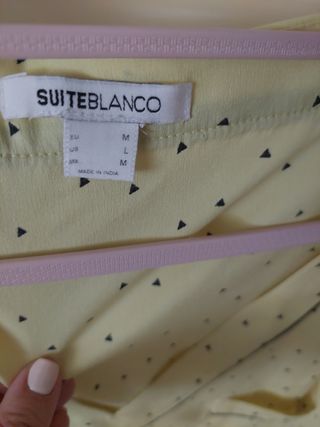 SUITEBLANCO
EU M
US L
MX M
MADE IN INDIA